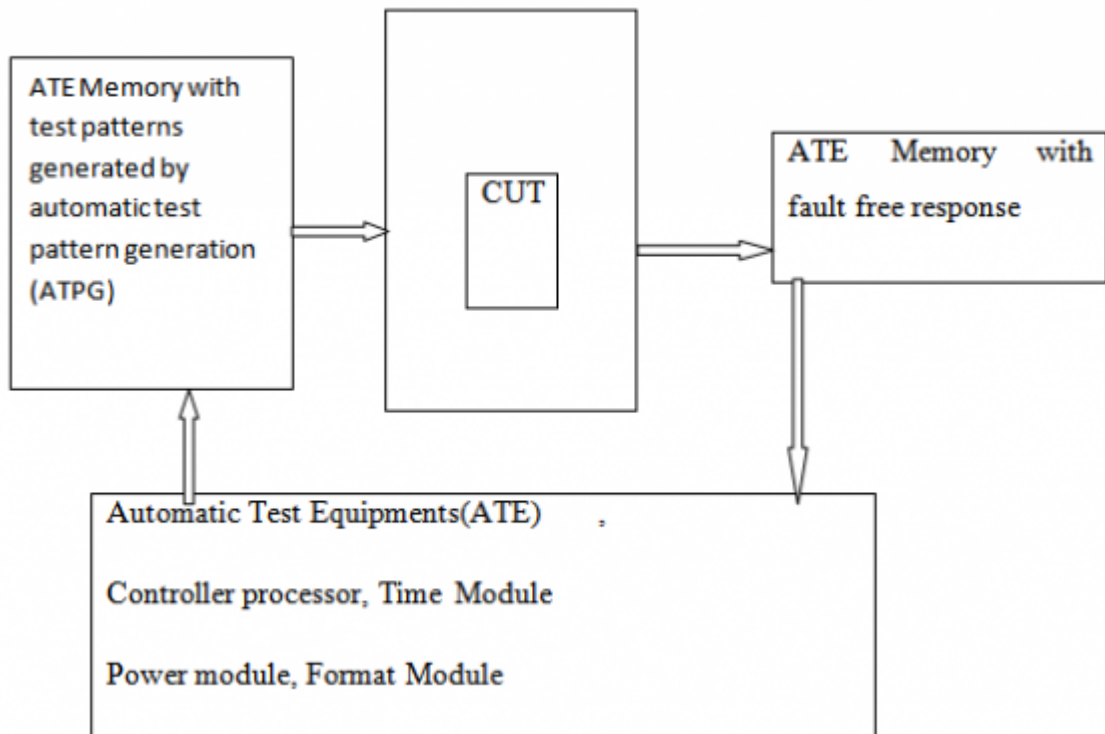 ATE Memory with
test patterns
generated by
automatic test
pattern generation
(ATPG)
CUT
ATE Memory with
fault free response
Automatic Test Equipments(ATE) ,
Controller processor, Time Module
Power module, Format Module